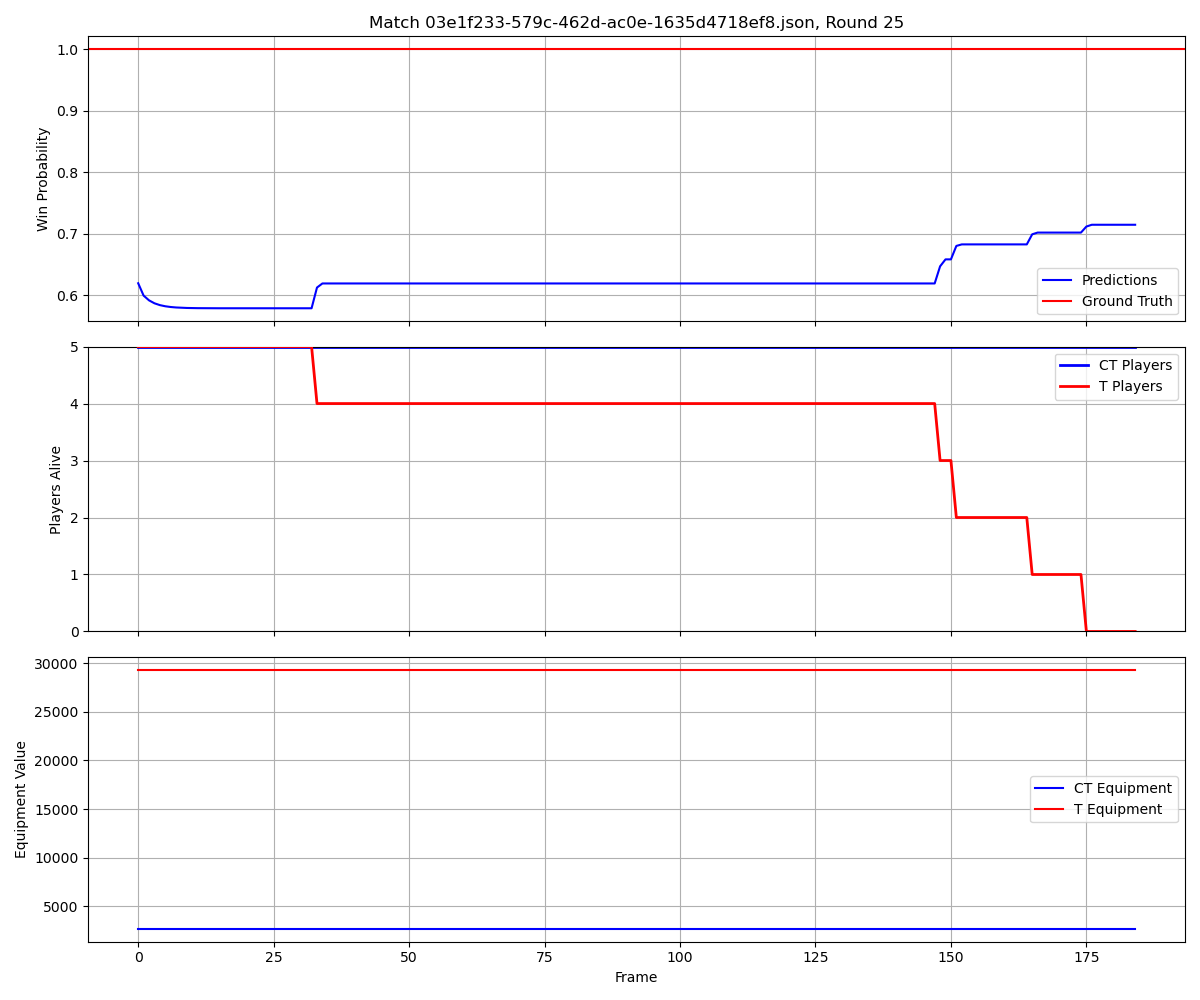 Match 03e1f233-579c-462d-ac0e-1635d4718ef8.json, Round 25
Win Probability
1.0
0.9
0.8
0.7
0.6
Predictions
Ground Truth
Players Alive
5
4
3
2
1
0
CT Players
T Players
Equipment Value
30000
25000
20000
15000
10000
5000
CT Equipment
T Equipment
0 25 50 75 100 125 150 175
Frame